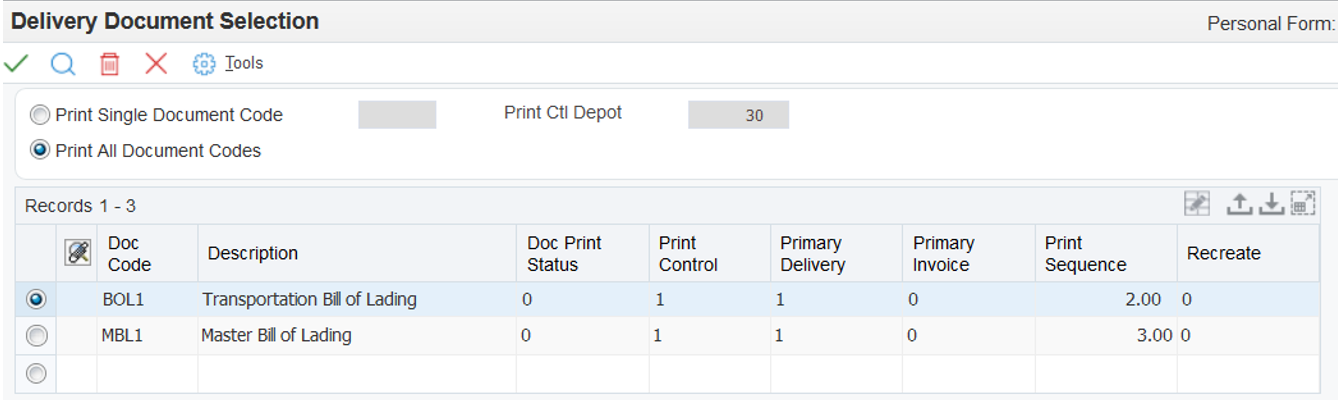 Delivery Document Selection
Personal Form:
Tools
Print Single Document Code
Print Ctl Depot 30
Print All Document Codes
Records 1 - 3
Doc Code Description Doc Print Status Print Control Primary Delivery Primary Invoice Print Sequence Recreate
BOL1 Transportation Bill of Lading 0 1 1 0 2.00 0
MBL1 Master Bill of Lading 0 1 1 0 3.00 0